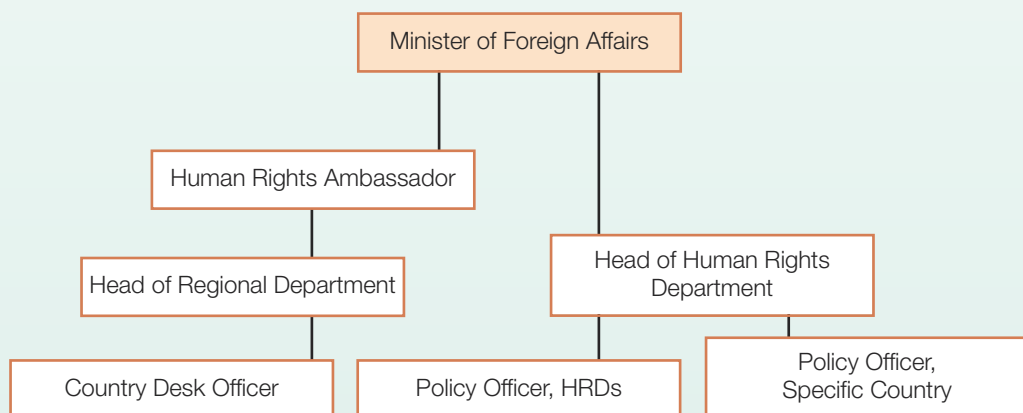 Minister of Foreign Affairs
Human Rights Ambassador
Head of Regional Department
Head of Human Rights
Department
Country Desk Officer
Policy Officer, HRDs
Policy Officer,
Specific Country